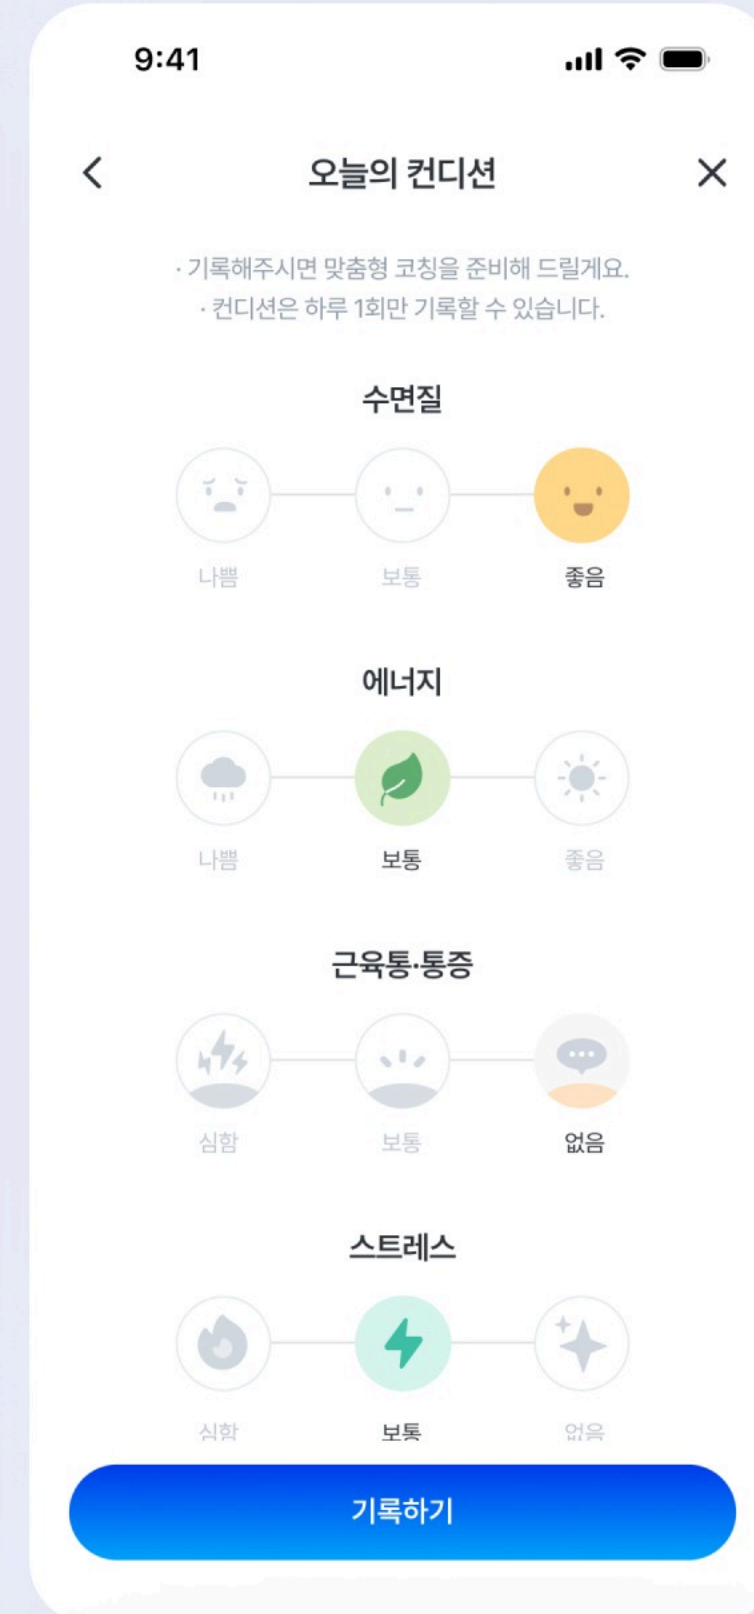 9:41
오늘의 컨디션
· 기록해주시면 맞춤형 코칭을 준비해 드릴게요.
· 컨디션은 하루 1회만 기록할 수 있습니다.
수면질
나쁨 보통 좋음
에너지
나쁨 보통 좋음
근육통·통증
심함 보통 없음
스트레스
심함 보통 없음
기록하기